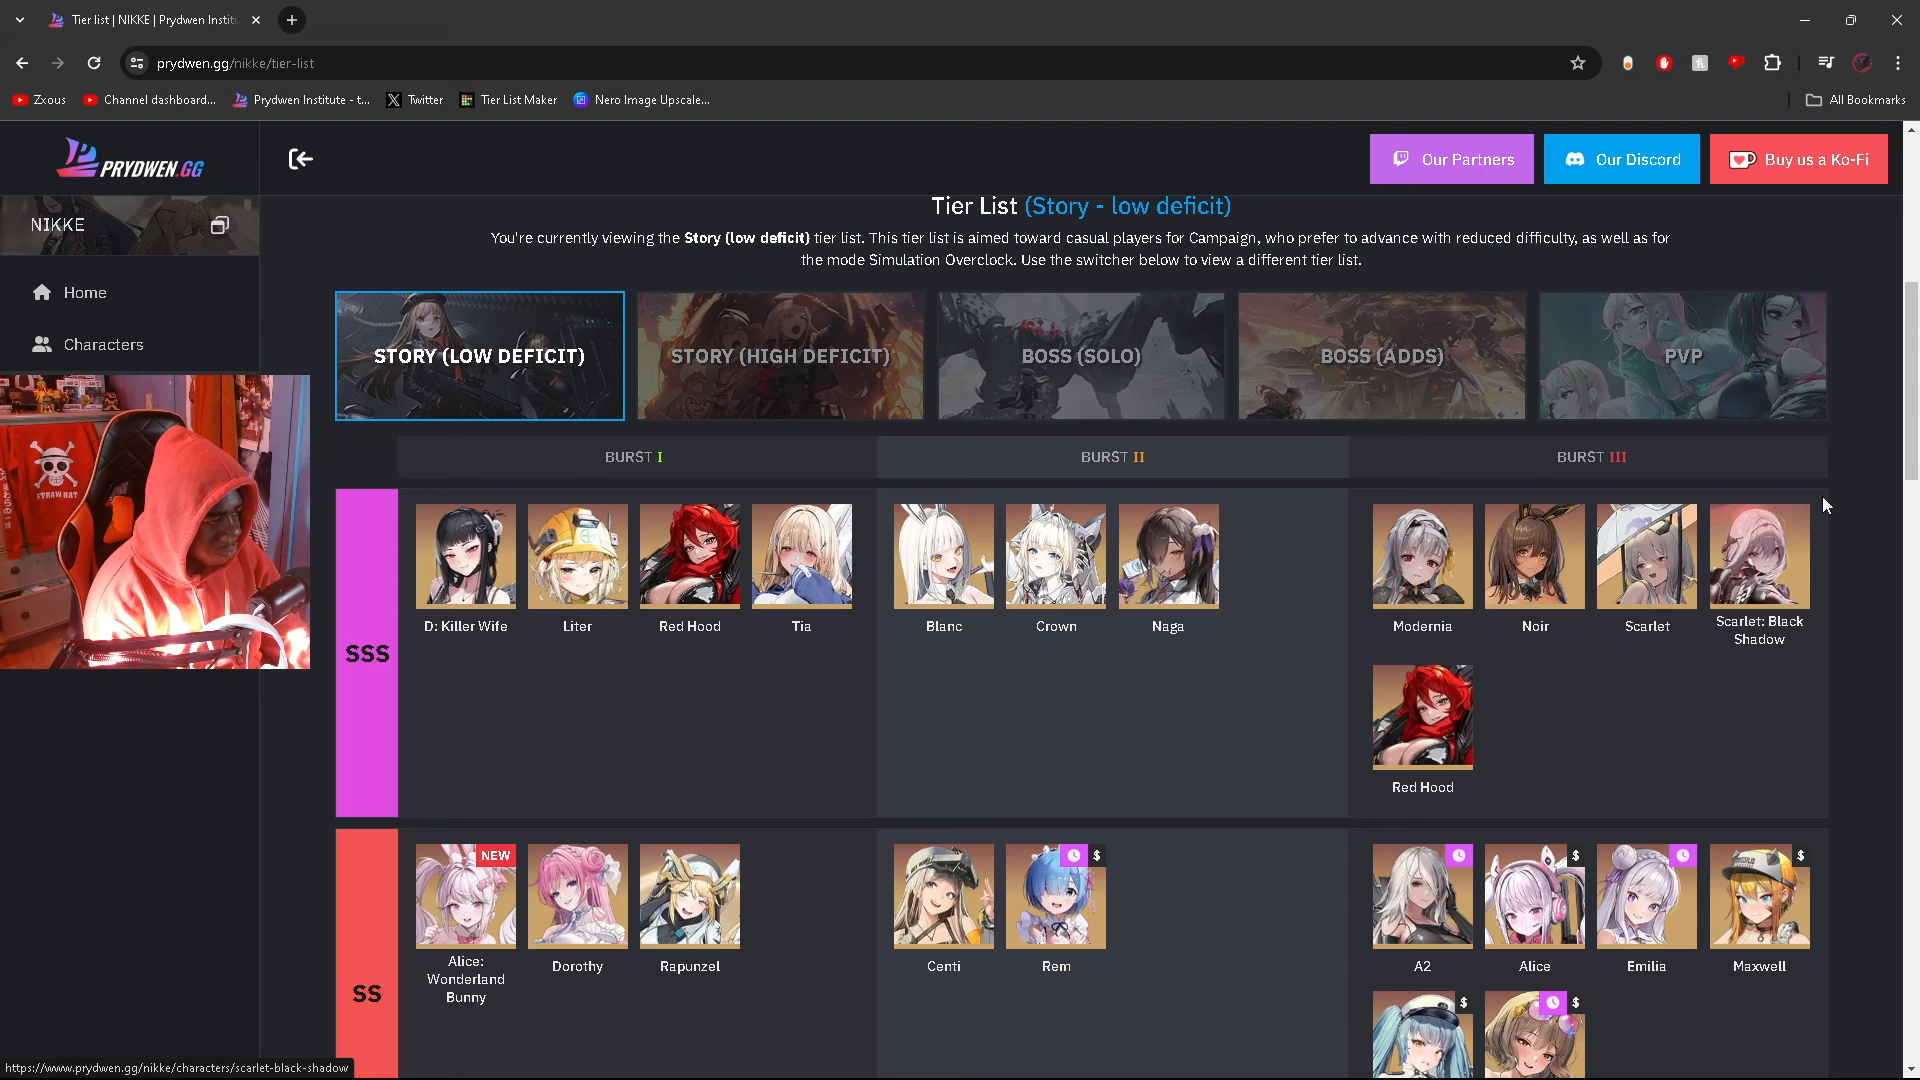 Tier list | NIKKE | Prydwen Institu
prydwen.gg/nikke/tier-list
Zxous
Channel dashboard...
Prydwen Institute - t...
Twitter
Tier List Maker
Nero Image Upscale...
All Bookmarks
PRYDWEN.GG
Our Partners
Our Discord
Buy us a Ko-Fi
NIKKE
Home
Characters
STRAW HAT
Tier List (Story - low deficit)
You're currently viewing the Story (low deficit) tier list. This tier list is aimed toward casual players for Campaign, who prefer to advance with reduced difficulty, as well as for
the mode Simulation Overclock. Use the switcher below to view a different tier list.
STORY (LOW DEFICIT)
STORY (HIGH DEFICIT)
BOSS (SOLO)
BOSS (ADDS)
PVP
BURST I
BURST II
BURST III
SSS
D: Killer Wife
Liter
Red Hood
Tia
Blanc
Crown
Naga
Modernia
Noir
Scarlet
Scarlet: Black
Shadow
Red Hood
SS
NEW
Alice:
Wonderland
Bunny
Dorothy
Rapunzel
Centi
$
Rem
A2
$
Alice
Emilia
$
Maxwell
$
$
https://www.prydwen.gg/nikke/characters/scarlet-black-shadow